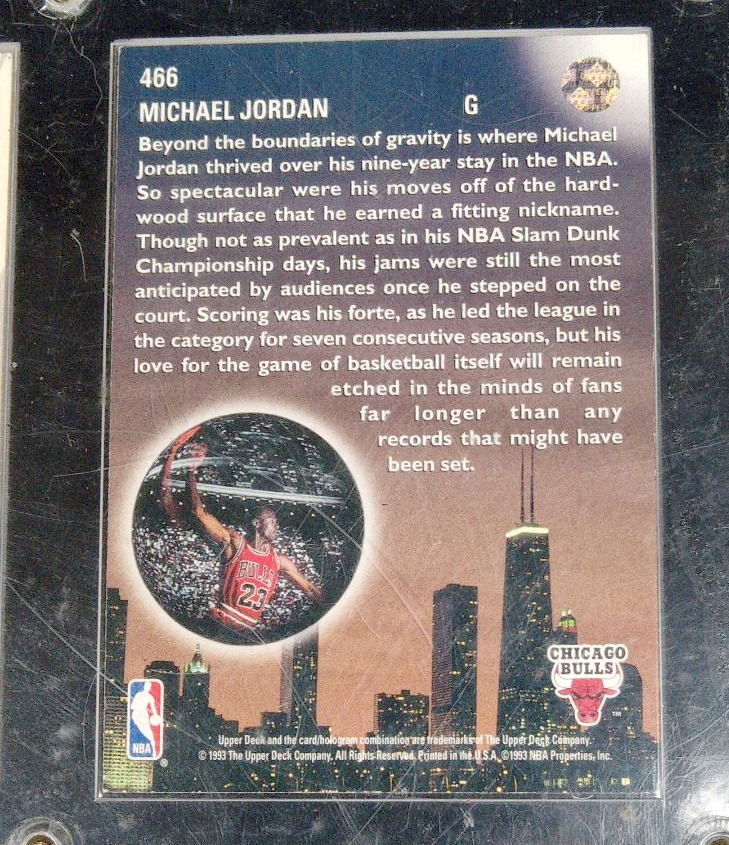 466
MICHAEL JORDAN G
Beyond the boundaries of gravity is where Michael
Jordan thrived over his nine-year stay in the NBA.
So spectacular were his moves off of the hard-
wood surface that he earned a fitting nickname.
Though not as prevalent as in his NBA Slam Dunk
Championship days, his jams were still the most
anticipated by audiences once he stepped on the
court. Scoring was his forte, as he led the league in
the category for seven consecutive seasons, but his
love for the game of basketball itself will remain
etched in the minds of fans
far longer than any
records that might have
been set.
BULLS
23
CHICAGO
BULLS
TM
NBA
®
Upper Deck and the card/hologram combination are trademarks of The Upper Deck Company.
© 1993 The Upper Deck Company, All Rights Reserved. Printed in the U.S.A. ©1993 NBA Properties, Inc.